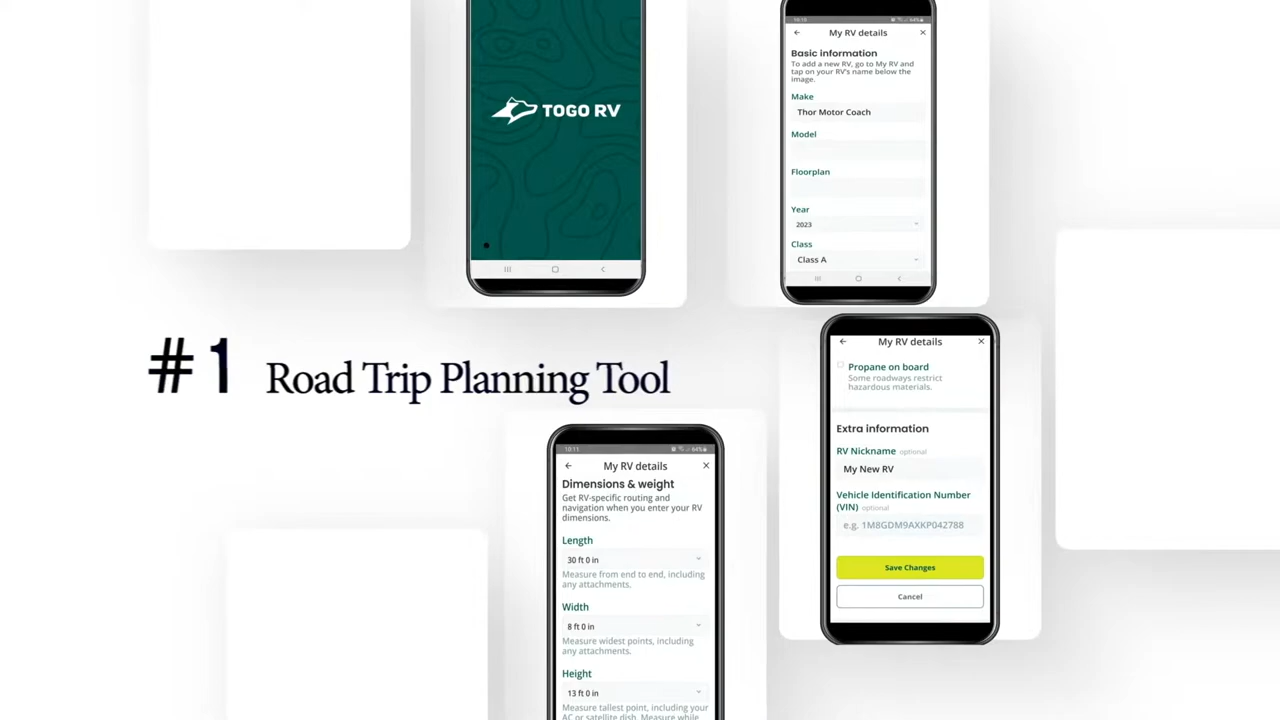 TOGO RV
10:10
64%
My RV details
Basic information
To add a new RV, go to My RV and
tap on your RV's name below the
image.
Make
Thor Motor Coach
Model
Floorplan
Year
2023
Class
Class A
#1 Road Trip Planning Tool
My RV details
Propane on board
Some roadways restrict
hazardous materials.
Extra information
RV Nickname optional
My New RV
Vehicle Identification Number
(VIN) optional
e.g. 1M8GDM9AXKP042788
Save Changes
Cancel
10:11
64%
My RV details
Dimensions & weight
Get RV-specific routing and
navigation when you enter your RV
dimensions.
Length
30 ft 0 in
Measure from end to end, including
any attachments.
Width
8 ft 0 in
Measure widest points, including
any attachments.
Height
13 ft 0 in
Measure tallest point, including your
AC or satellite dish. Measure while